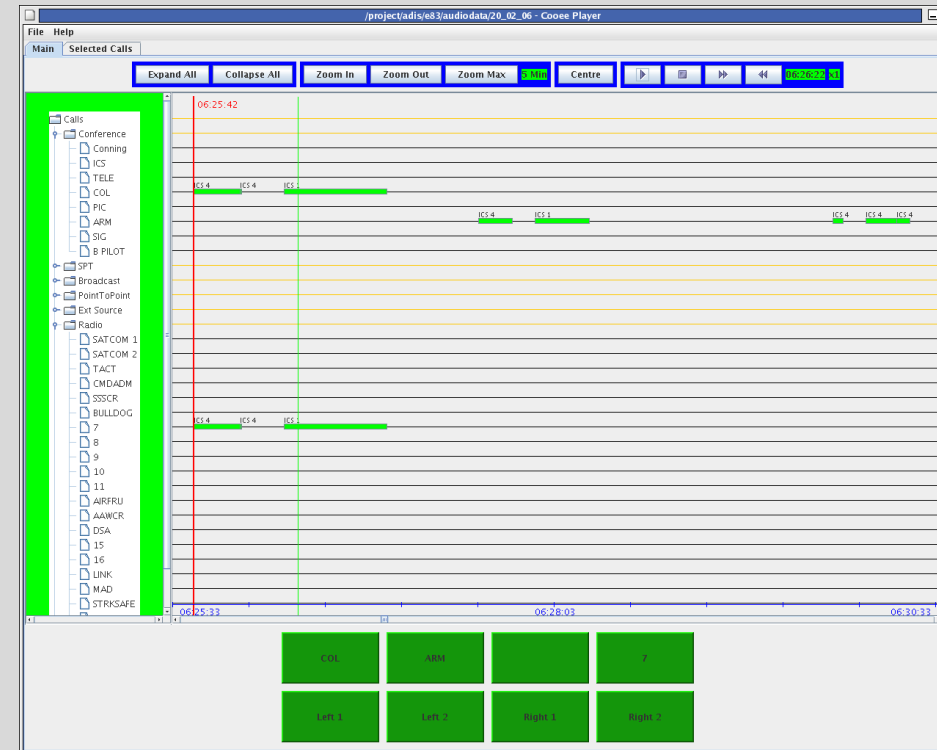 /project/adis/e83/audiodata/20_02_06 - Cooee Player
File Help
Main Selected Calls
Expand All Collapse All Zoom In Zoom Out Zoom Max 5 Min Centre 06:26:22 x1
06:25:42
Calls
Conference
Conning
ICS
TELE
COL ICS 4 ICS 4 ICS
PIC
ARM ICS 4 ICS 1 ICS 4 ICS 4 ICS 4
SIG
B PILOT
SPT
Broadcast
PointToPoint
Ext Source
Radio
SATCOM 1
SATCOM 2
TACT
CMDADM
SSSCR
BULLDOG
7 ICS 4 ICS 4 ICS
8
9
10
11
AIRFRU
AAWCR
DSA
15
16
LINK
MAD
STRKSAFE
06:25:33 06:28:03 06:30:33
COL ARM 7
Left 1 Left 2 Right 1 Right 2